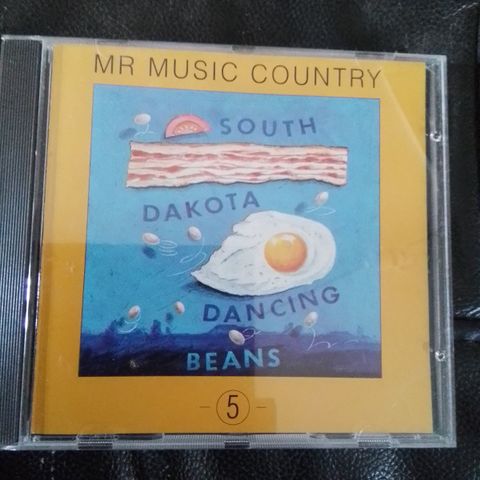 MR MUSIC COUNTRY
SOUTH
DAKOTA
DANCING
BEANS
- 5 -